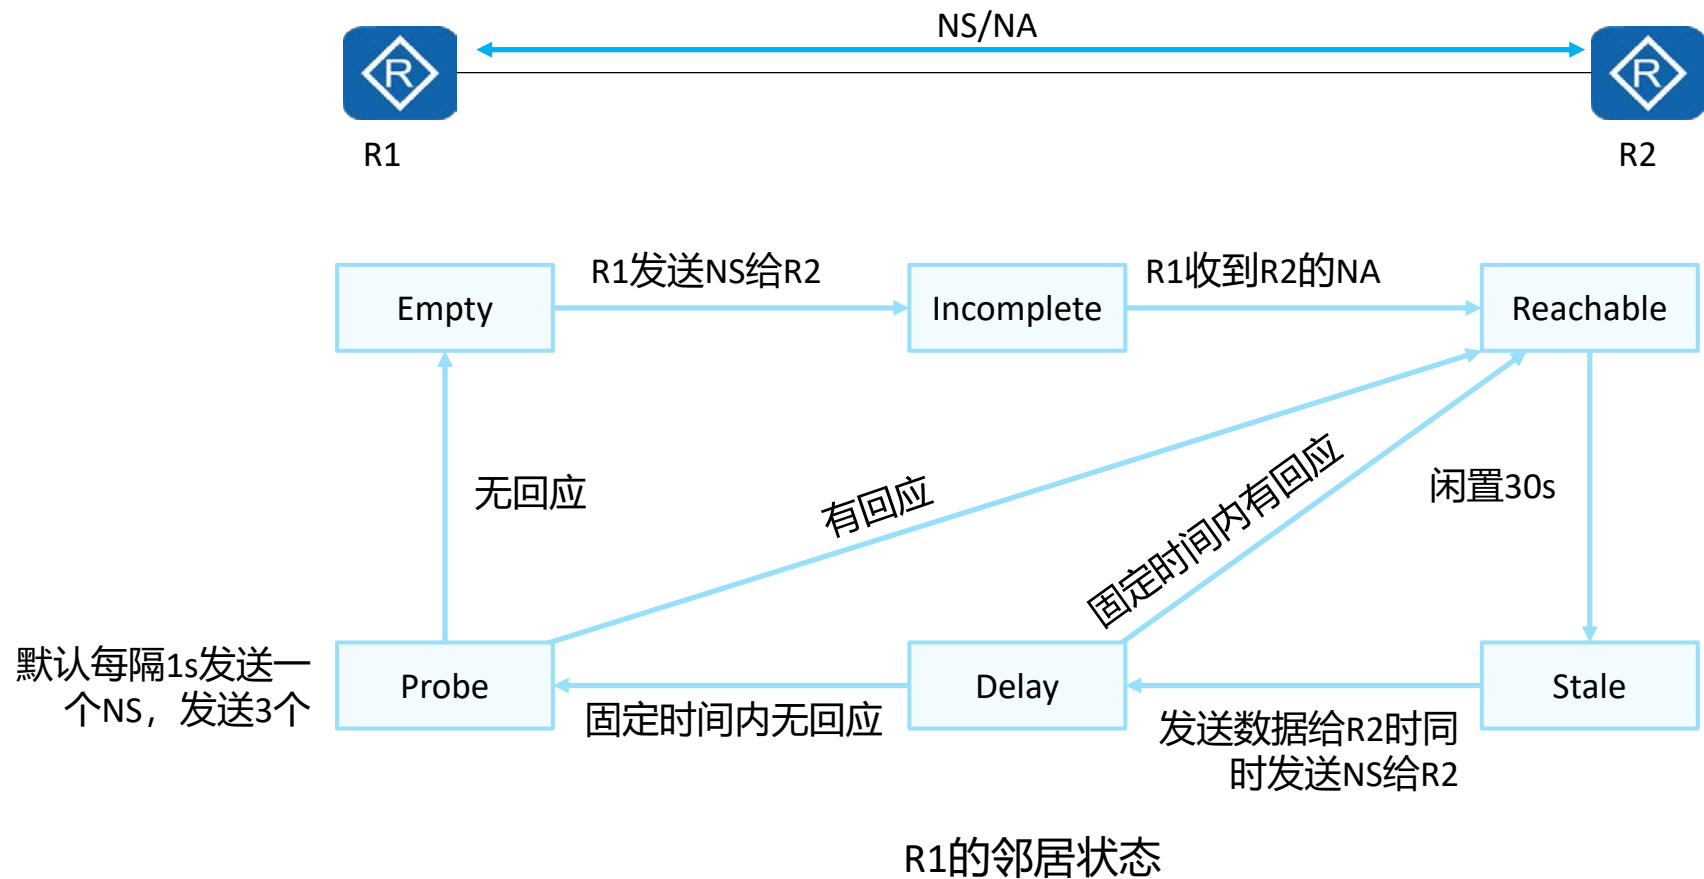 NS/NA
R
R
R1
R2
R1发送NS给R2
R1收到R2的NA
Empty
Incomplete
Reachable
无回应
有回应
固定时间内有回应
闲置30s
默认每隔1s发送一
个NS，发送3个
Probe
Delay
Stale
固定时间内无回应
发送数据给R2时同
时发送NS给R2
R1的邻居状态